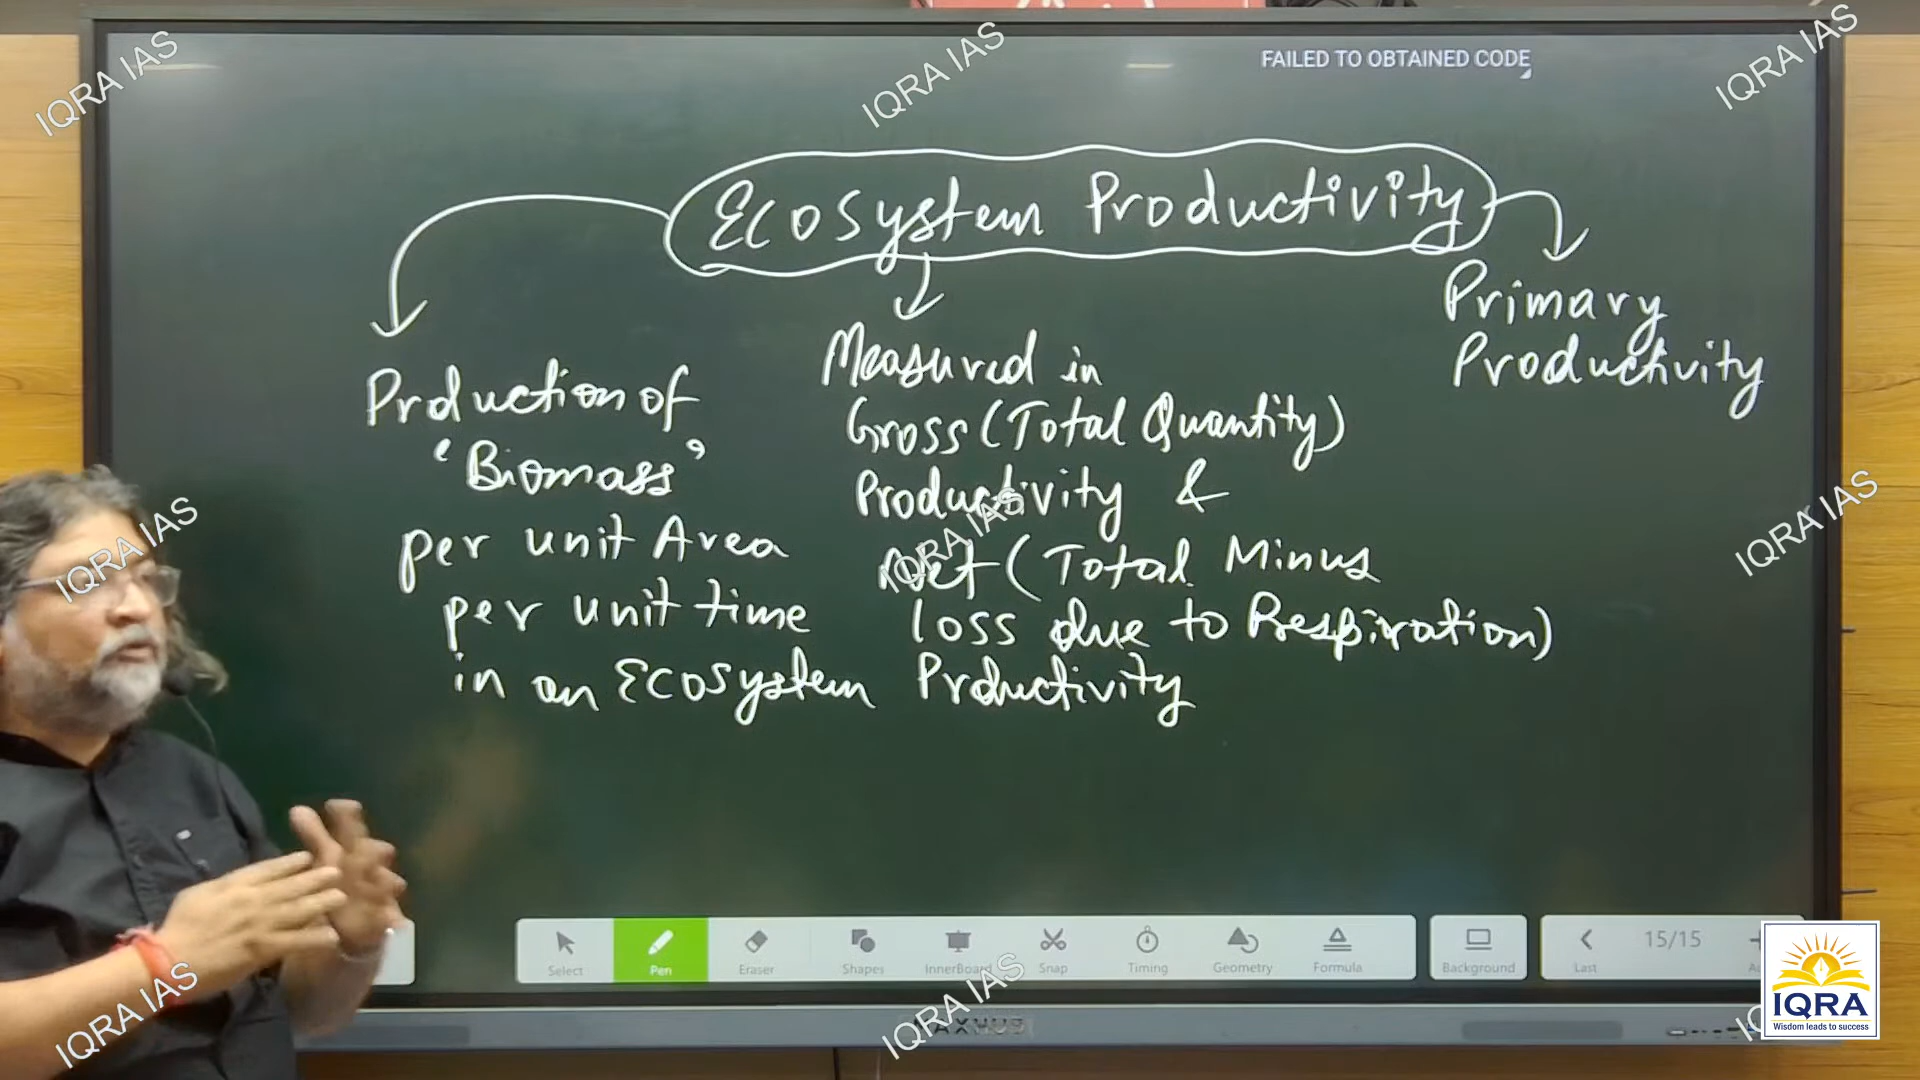 FAILED TO OBTAINED CODE
Ecosystem Productivity
Production of
"Biomass"
per unit Area
per unit time
in an Ecosystem
Measured in
Gross (Total Quantity)
Productivity &
Net (Total Minus
loss due to Respiration)
Productivity
Primary
Productivity
Select
Pen
Eraser
Shapes
InnerBoard
Snap
Timing
Geometry
Formula
Background
Last
15/15
MAXHUB
IQRA
Wisdom leads to success
IQRA IAS
IQRA IAS
IQRA IAS
IQRA IAS
IQRA IAS
IQRA IAS
IQRA IAS
IQRA IAS